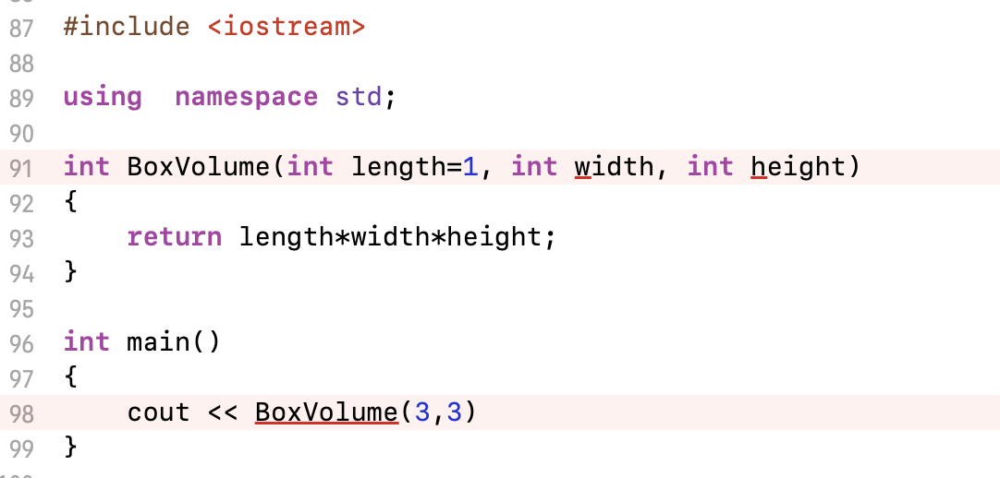 87 #include <iostream>
88
89 using  namespace std;
90
91 int BoxVolume(int length=1, int width, int height)
92 {
93     return length*width*height;
94 }
95
96 int main()
97 {
98     cout << BoxVolume(3,3)
99 }